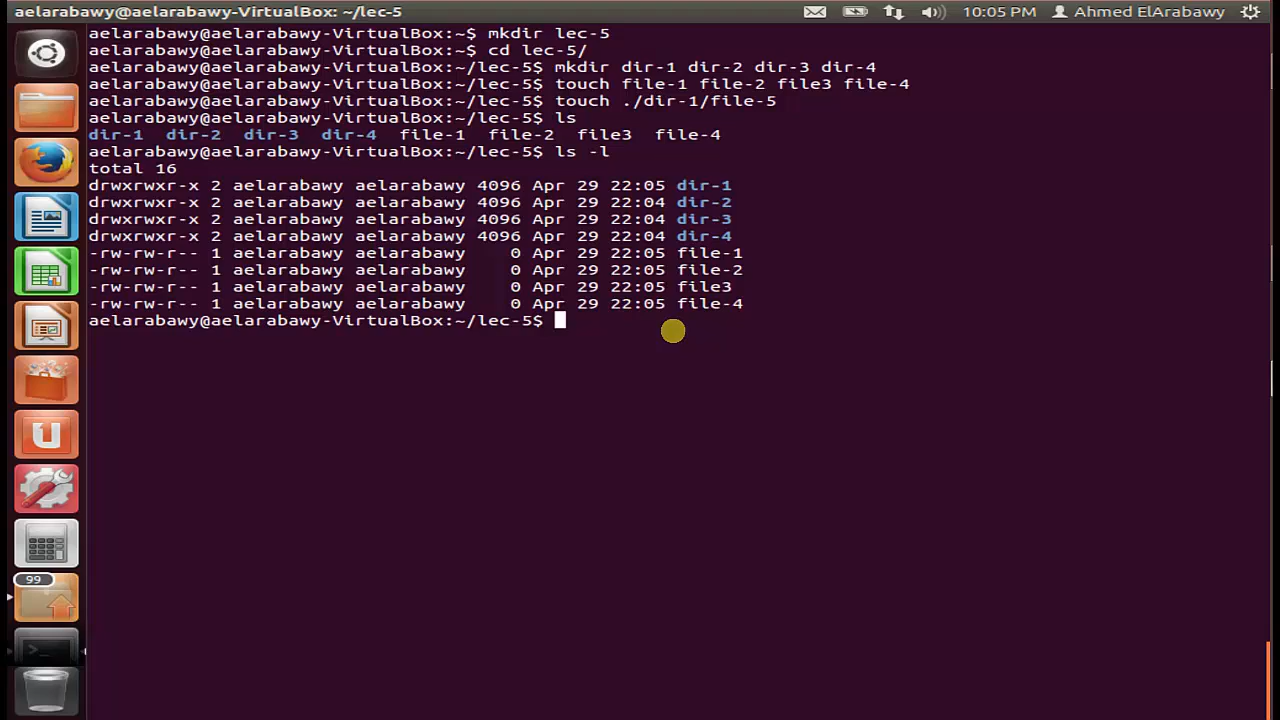 aelarabawy@aelarabawy-VirtualBox: ~/lec-5
10:05 PM
Ahmed ElArabawy
aelarabawy@aelarabawy-VirtualBox:~$ mkdir lec-5
aelarabawy@aelarabawy-VirtualBox:~$ cd lec-5/
aelarabawy@aelarabawy-VirtualBox:~/lec-5$ mkdir dir-1 dir-2 dir-3 dir-4
aelarabawy@aelarabawy-VirtualBox:~/lec-5$ touch file-1 file-2 file3 file-4
aelarabawy@aelarabawy-VirtualBox:~/lec-5$ touch ./dir-1/file-5
aelarabawy@aelarabawy-VirtualBox:~/lec-5$ ls
dir-1  dir-2  dir-3  dir-4  file-1  file-2  file3  file-4
aelarabawy@aelarabawy-VirtualBox:~/lec-5$ ls -l
total 16
drwxrwxr-x 2 aelarabawy aelarabawy 4096 Apr 29 22:05 dir-1
drwxrwxr-x 2 aelarabawy aelarabawy 4096 Apr 29 22:04 dir-2
drwxrwxr-x 2 aelarabawy aelarabawy 4096 Apr 29 22:04 dir-3
drwxrwxr-x 2 aelarabawy aelarabawy 4096 Apr 29 22:04 dir-4
-rw-rw-r-- 1 aelarabawy aelarabawy    0 Apr 29 22:05 file-1
-rw-rw-r-- 1 aelarabawy aelarabawy    0 Apr 29 22:05 file-2
-rw-rw-r-- 1 aelarabawy aelarabawy    0 Apr 29 22:05 file3
-rw-rw-r-- 1 aelarabawy aelarabawy    0 Apr 29 22:05 file-4
aelarabawy@aelarabawy-VirtualBox:~/lec-5$
99